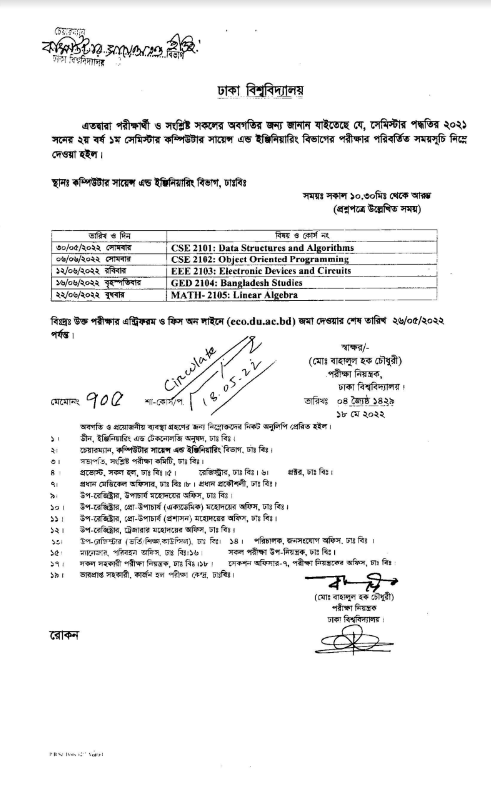 চেয়ারম্যান
ঢাকা বিশ্ববিদ্যালয়
ঢাকা বিশ্ববিদ্যালয়
এতদ্বারা পরীক্ষার্থী ও সংশ্লিষ্ট সকলের অবগতির জন্য জানান যাইতেছে যে, সেমিস্টার পদ্ধতির ২০২১
সনের ২য় বর্ষ ১ম সেমিস্টার কম্পিউটার সায়েন্স এন্ড ইঞ্জিনিয়ারিং বিভাগের পরীক্ষার পরিবর্তিত সময়সূচি নিম্নে
দেওয়া হইল।
স্থানঃ কম্পিউটার সায়েন্স এন্ড ইঞ্জিনিয়ারিং বিভাগ, ঢাঃবিঃ
সময়ঃ সকাল ১০.৩০মিঃ থেকে আরম্ভ
(প্রশ্নপত্রে উল্লেখিত সময়)
তারিখ ও দিন বিষয় ও কোর্স নং
৩০/০৫/২০২২ সোমবার CSE 2101: Data Structures and Algorithms
০৬/০৬/২০২২ সোমবার CSE 2102: Object Oriented Programming
১২/০৬/২০২২ রবিবার EEE 2103: Electronic Devices and Circuits
১৬/০৬/২০২২ বৃহস্পতিবার GED 2104: Bangladesh Studies
২২/০৬/২০২২ বুধবার MATH- 2105: Linear Algebra
বিঃদ্রঃ উক্ত পরীক্ষার এন্ট্রিফরম ও ফিস অন লাইনে (eco.du.ac.bd) জমা দেওয়ার শেষ তারিখ ২৬/০৫/২০২২
পর্যন্ত।
স্বাক্ষর/-
(মোঃ বাহালুল হক চৌধুরী)
পরীক্ষা নিয়ন্ত্রক,
ঢাকা বিশ্ববিদ্যালয়।
Circulate
18.05.22
মেমোনং শা-কোর্স/প। তারিখঃ ০৪ জ্যৈষ্ঠ ১৪২৯
১৮ মে ২০২২
অবগতি ও প্রয়োজনীয় ব্যবস্থা গ্রহণের জন্য নিম্নোক্তদের নিকট অনুলিপি প্রেরিত হইল।
১। ডীন, ইঞ্জিনিয়ারিং এন্ড টেকনোলজি অনুষদ, ঢাঃ বিঃ।
২। চেয়ারম্যান, কম্পিউটার সায়েন্স এন্ড ইঞ্জিনিয়ারিং বিভাগ, ঢাঃ বিঃ।
৩। সভাপতি, সংশ্লিষ্ট পরীক্ষা কমিটি, ঢাঃ বিঃ।
৪। প্রভোস্ট, সকল হল, ঢাঃ বিঃ।৫। রেজিস্ট্রার, ঢাঃ বিঃ। ৬। প্রক্টর, ঢাঃ বিঃ।
৭। প্রধান মেডিকেল অফিসার, ঢাঃ বিঃ।৮। প্রধান প্রকৌশলী, ঢাঃ বিঃ।
৯। উপ-রেজিষ্ট্রার, উপাচার্য মহোদয়ের অফিস, ঢাঃ বিঃ।
১০। উপ-রেজিষ্ট্রার, প্রো-উপাচার্য (একাডেমিক) মহোদয়ের অফিস, ঢাঃ বিঃ।
১১। উপ-রেজিষ্ট্রার, প্রো-উপাচার্য (প্রশাসন) মহোদয়ের অফিস, ঢাঃ বিঃ।
১২। উপ-রেজিষ্ট্রার, ট্রেজারার মহোদয়ের অফিস, ঢাঃ বিঃ।
১৩। উপ-রেজিস্টার (ভর্তি/শিক্ষা,কাউন্সিল), ঢাঃ বিঃ। ১৪। পরিচালক, জনসংযোগ অফিস, ঢাঃ বিঃ।
১৫। ম্যানেজার, পরিবহন অফিস, ঢাঃ বিঃ।১৬। সকল পরীক্ষা উপ-নিয়ন্ত্রক, ঢাঃ বিঃ।
১৭। সকল সহকারী পরীক্ষা নিয়ন্ত্রক, ঢাঃ বিঃ।১৮। সেকশন অফিসার-৭, পরীক্ষা নিয়ন্ত্রকের অফিস, ঢাঃ বিঃ।
১৯। ভারপ্রাপ্ত সহকারী, কার্জন হল পরীক্ষা কেন্দ্র, ঢাঃবিঃ।
(মোঃ বাহালুল হক চৌধুরী)
পরীক্ষা নিয়ন্ত্রক
ঢাকা বিশ্ববিদ্যালয়।
রোকন